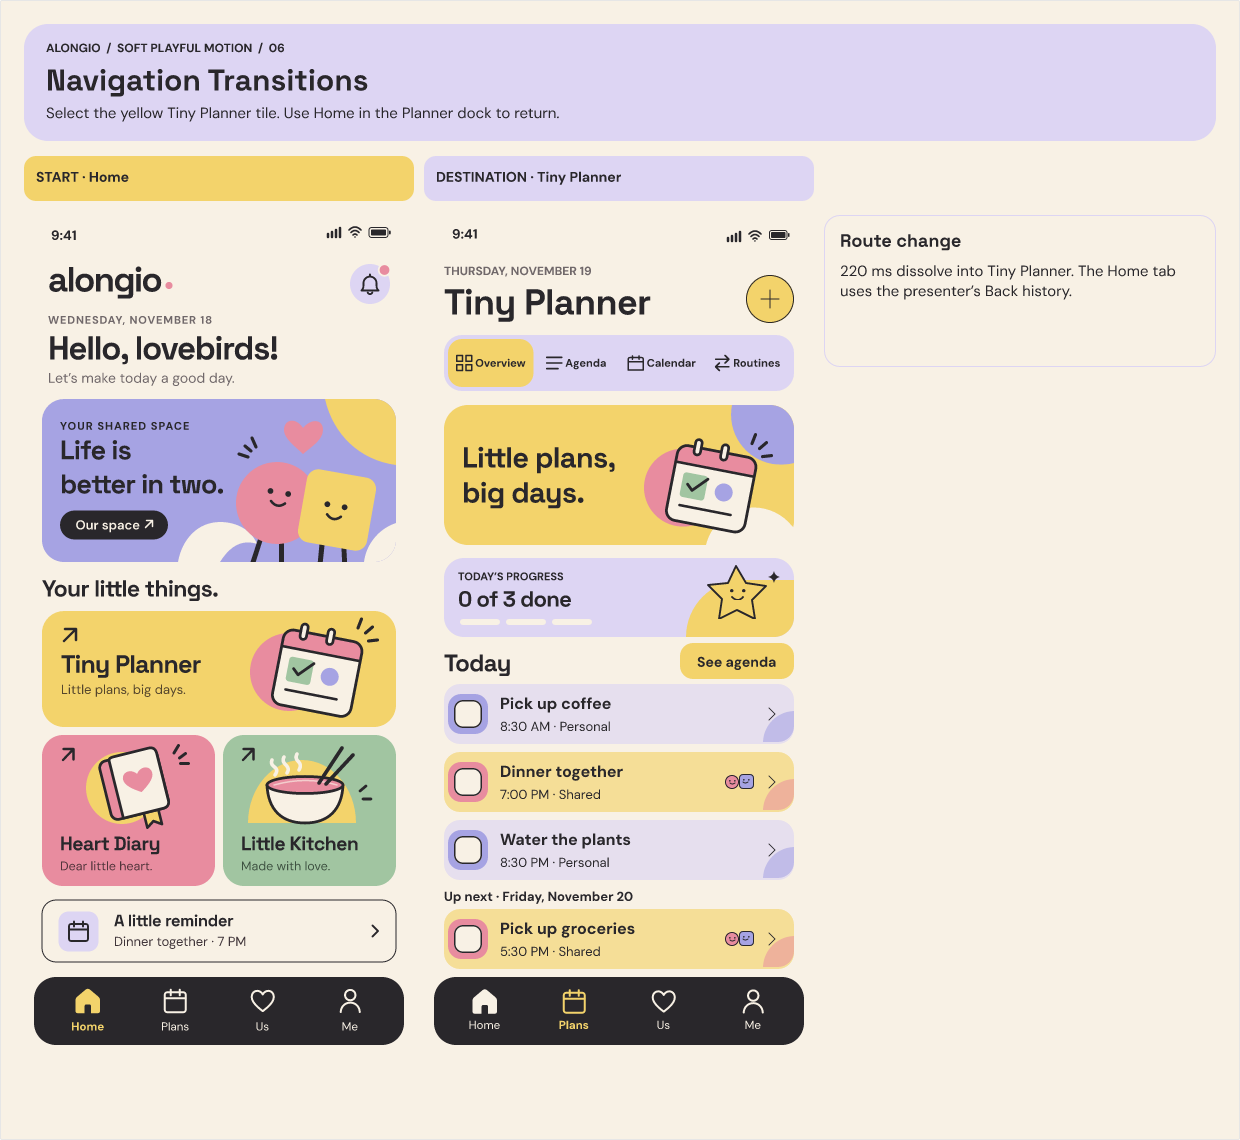 ALONGIO / SOFT PLAYFUL MOTION / 06
Navigation Transitions
Select the yellow Tiny Planner tile. Use Home in the Planner dock to return.
START · Home
9:41
alongio
WEDNESDAY, NOVEMBER 18
Hello, lovebirds!
Let's make today a good day.
YOUR SHARED SPACE
Life is
better in two.
Our space
Your little things.
Tiny Planner
Little plans, big days.
Heart Diary
Dear little heart.
Little Kitchen
Made with love.
A little reminder
Dinner together · 7 PM
Home
Plans
Us
Me
DESTINATION · Tiny Planner
9:41
THURSDAY, NOVEMBER 19
Tiny Planner
Overview
Agenda
Calendar
Routines
Little plans,
big days.
TODAY'S PROGRESS
0 of 3 done
Today
See agenda
Pick up coffee
8:30 AM · Personal
Dinner together
7:00 PM · Shared
Water the plants
8:30 PM · Personal
Up next · Friday, November 20
Pick up groceries
5:30 PM · Shared
Home
Plans
Us
Me
Route change
220 ms dissolve into Tiny Planner. The Home tab
uses the presenter's Back history.